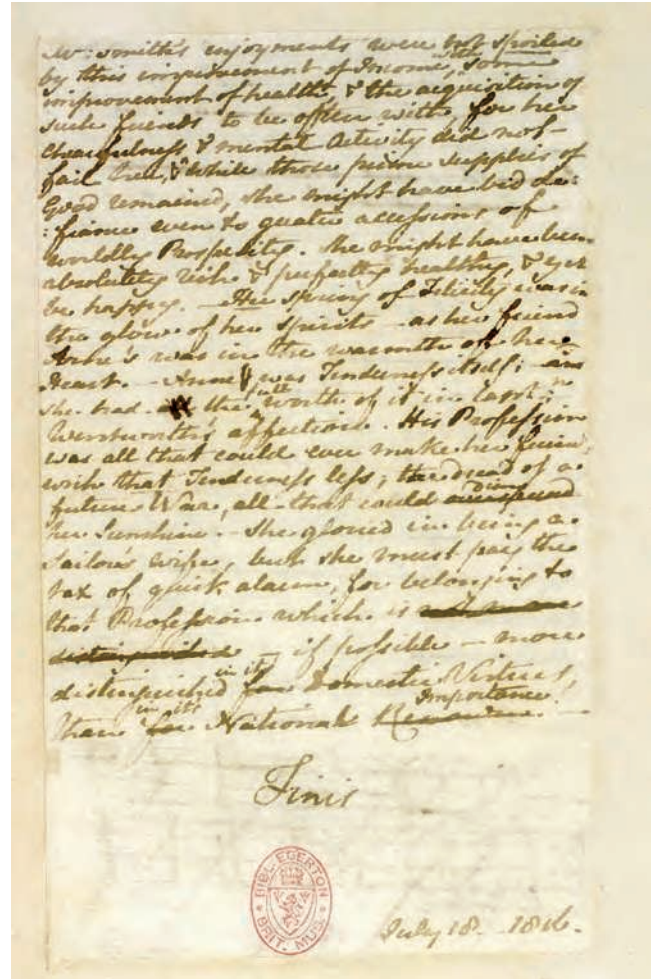 Mrs. Smith's enjoyments were not spoiled
by this improvement of Income, with some
improvement of health, & the acquisition of
such friends to be often with, for her
chearfulness & mental Activity did not
fail her, & while those prime supplies of
Good remained, she might have bid de:
:fiance even to greater accessions of
worldly Prosperity. She might have been
absolutely rich & perfectly healthy, & yet
be happy. — Her spring of Felicity was in
the glow of her Spirits — as her friend
Anne's was in the warmth of her
Heart. — Anne was Tenderness itself; — and
she had the full worth of it in Capt.
Wentworth's affection. His Profession
was all that could ever make her friends
wish that Tenderness less; the dread of a
future War, all that could dim
her Sunshine. — She gloried in being a
Sailor's wife, but she must pay the
tax of quick alarm, for belonging to
that Profession which is
distinguished — if possible — more
distinguished in it's Domestic Virtues,
than in it's National Importance. —
Finis
BIBL. EGERTON
BRIT. MUS.
July 18. — 1816.